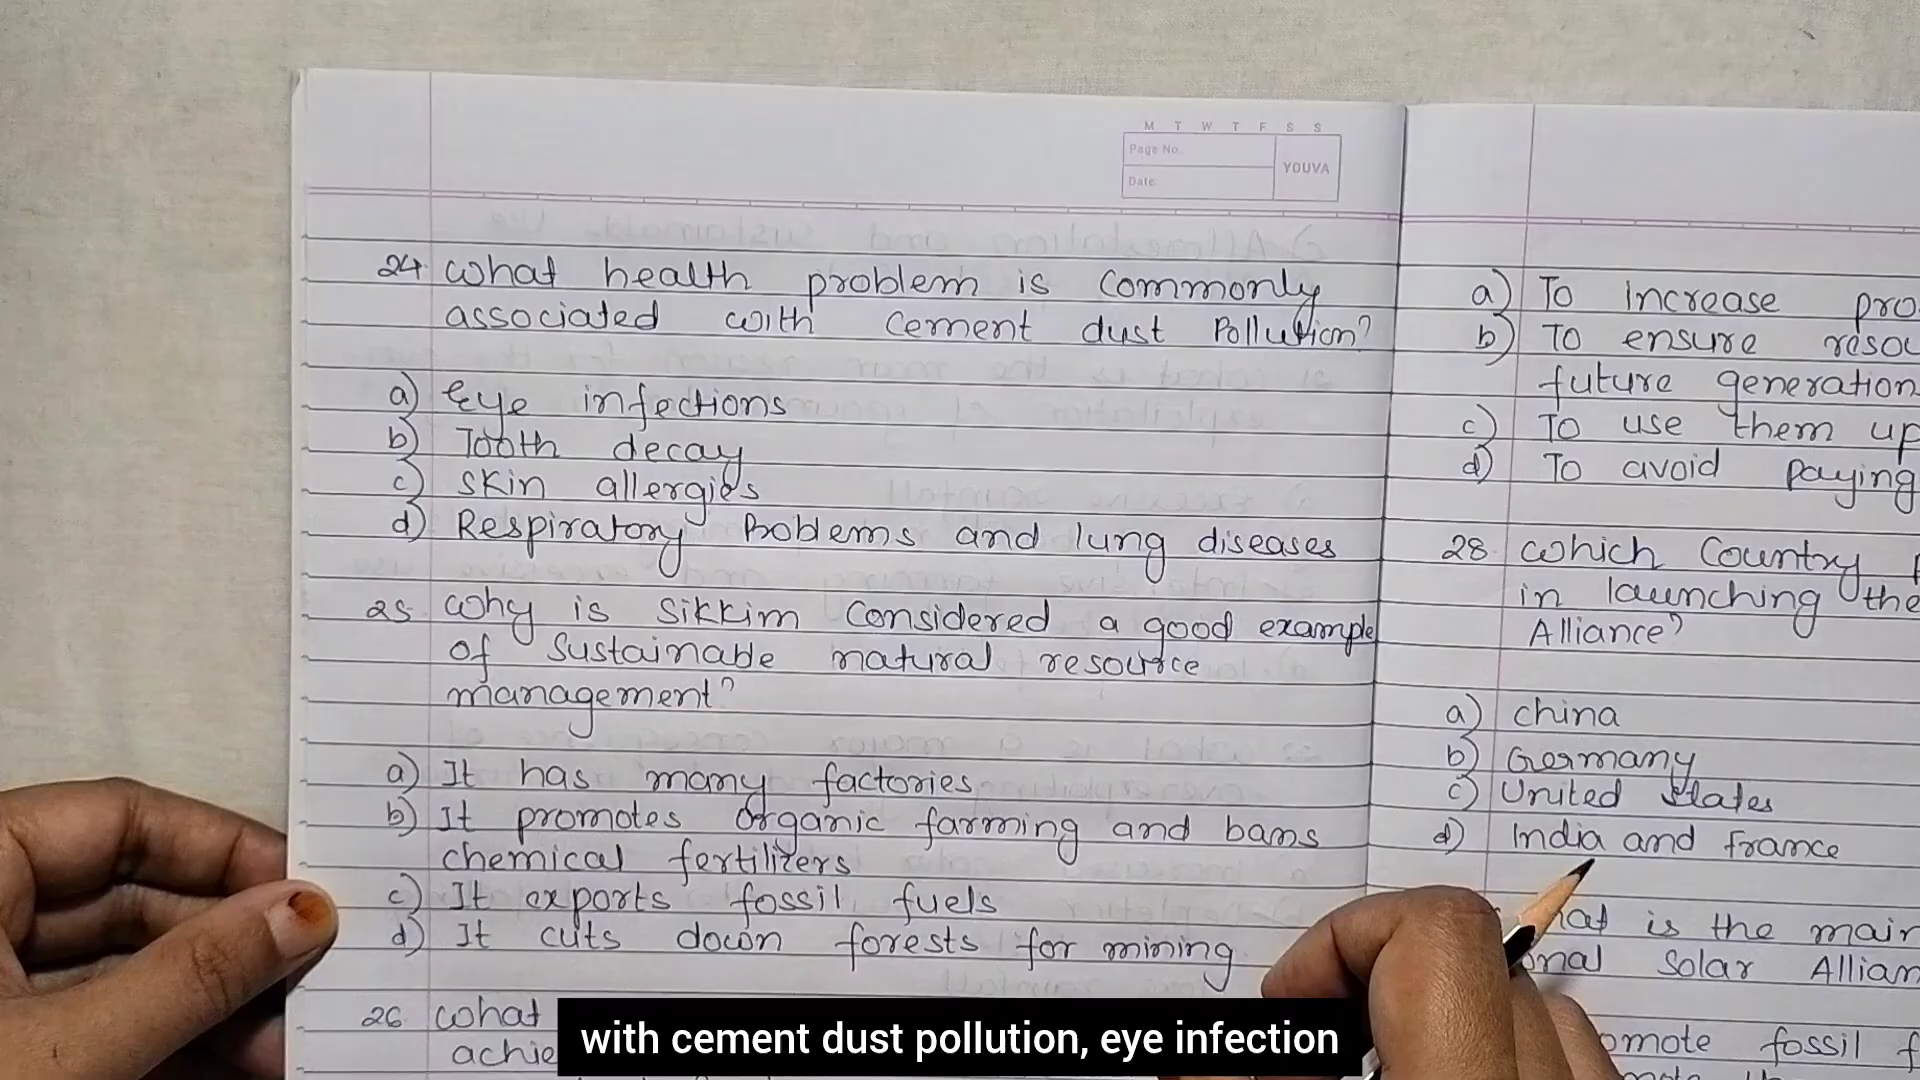 M T W T F S S
Page No.
YOUVA
Date
24. What health problem is commonly
associated with cement dust Pollution?
a) Eye infections
b) Tooth decay
c) Skin allergies
d) Respiratory Problems and lung diseases
25. Why is Sikkim Considered a good example
of Sustainable natural resource
management?
a) It has many factories
b) It promotes Organic farming and bans
chemical fertilizers
c) It exports fossil fuels
d) It cuts down forests for mining
26. What
a) To increase
b) To ensure
future generation
c) To use them up
d) To avoid paying
28. Which Country
in launching the
Alliance?
a) China
b) Germany
c) United States
d) India and France
is the main
Solar
fossil
with cement dust pollution, eye infection